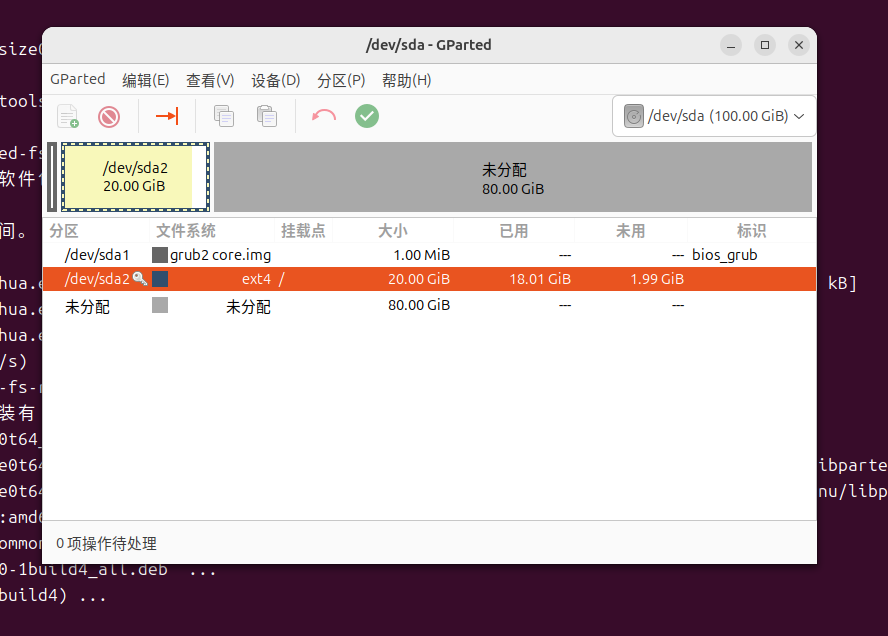 /dev/sda - GParted
GParted 编辑(E) 查看(V) 设备(D) 分区(P) 帮助(H)
/dev/sda (100.00 GiB)
/dev/sda2
20.00 GiB
未分配
80.00 GiB
分区 文件系统 挂载点 大小 已用 未用 标识
/dev/sda1 grub2 core.img 1.00 MiB --- --- bios_grub
/dev/sda2 ext4 / 20.00 GiB 18.01 GiB 1.99 GiB
未分配 未分配 80.00 GiB --- ---
0 项操作待处理
size
tools
ed-fs
软件
间。
hua.e kB]
hua.e
hua.e
/s)
-fs-
装有
0t64_
e0t64 ibparte
e0t64 nu/libp
:amd6
ommon
0-1build4_all.deb ...
build4) ...